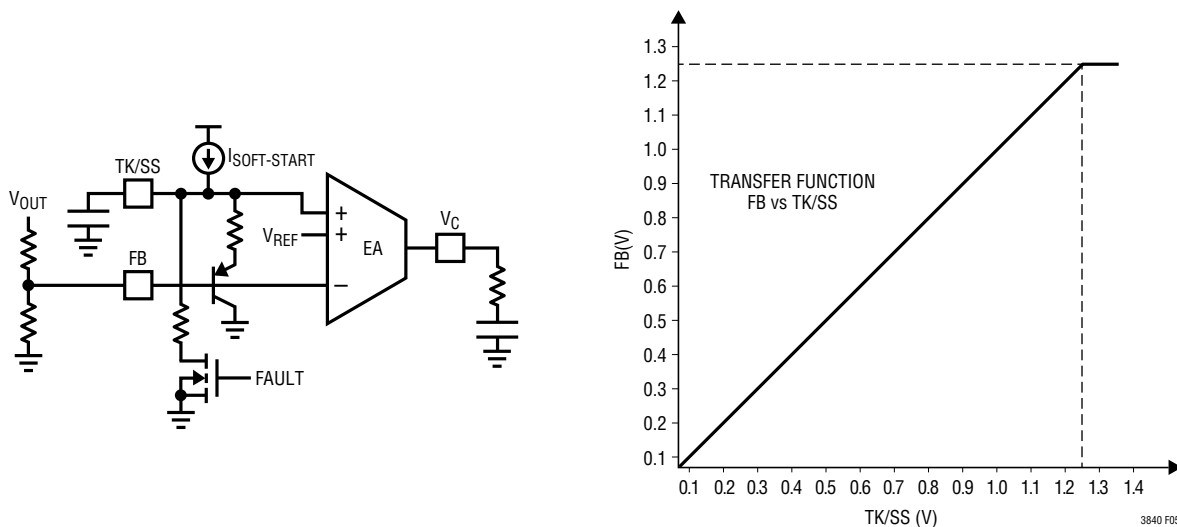 I_SOFT-START
TK/SS
V_OUT
V_REF
+
+
EA
V_C
FB
−
FAULT
1.3
1.2
1.1
1.0
0.9
0.8
0.7
0.6
0.5
0.4
0.3
0.2
0.1
FB(V)
TRANSFER FUNCTION
FB vs TK/SS
0.1 0.2 0.3 0.4 0.5 0.6 0.7 0.8 0.9 1.0 1.1 1.2 1.3 1.4
TK/SS (V)
3840 F05